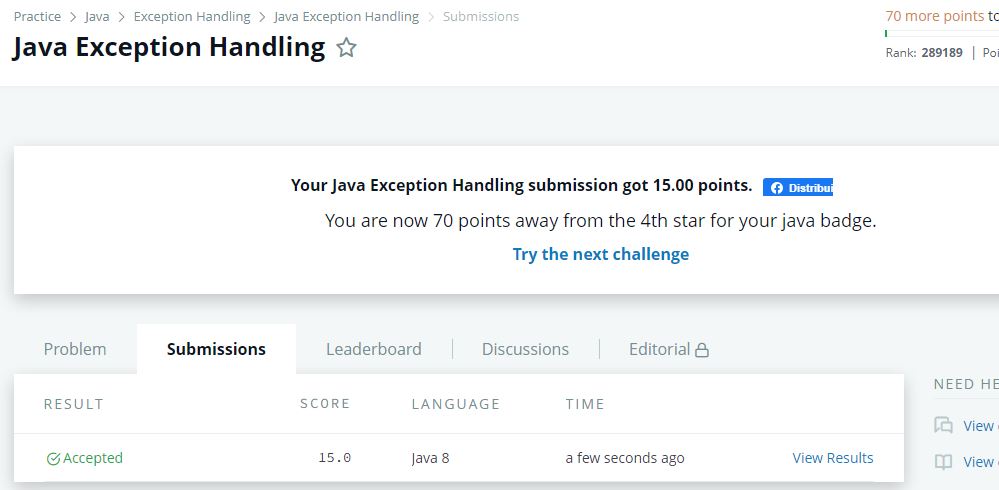 Practice > Java > Exception Handling > Java Exception Handling > Submissions
70 more points to
Java Exception Handling
Rank: 289189 | Poi
Your Java Exception Handling submission got 15.00 points. Distribui
You are now 70 points away from the 4th star for your java badge.
Try the next challenge
Problem Submissions Leaderboard | Discussions | Editorial
RESULT SCORE LANGUAGE TIME
NEED HE
Accepted 15.0 Java 8 a few seconds ago View Results
View
View